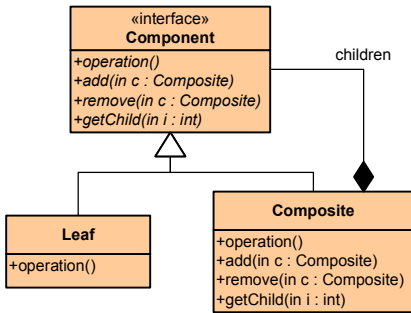 «interface»
Component
+operation()
+add(in c : Composite)
+remove(in c : Composite)
+getChild(in i : int)
children
Leaf
+operation()
Composite
+operation()
+add(in c : Composite)
+remove(in c : Composite)
+getChild(in i : int)